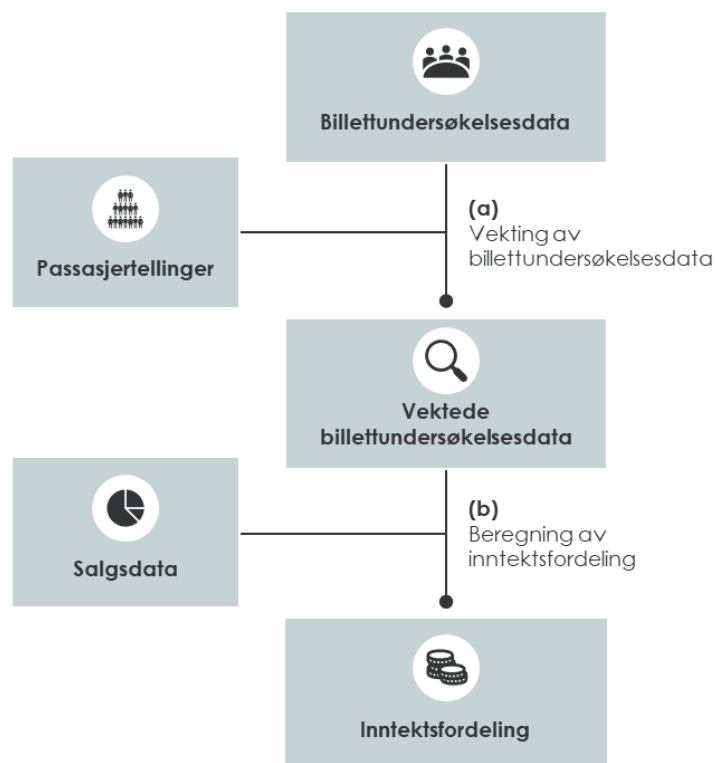 Billettundersøkelsesdata
(a)
Vekting av
billettundersøkelsesdata
Passasjertellinger
Vektede
billettundersøkelsesdata
(b)
Beregning av
inntektsfordeling
Salgsdata
Inntektsfordeling